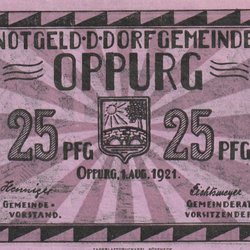 NOTGELD·D·DORFGEMEINDE
OPPURG
25 PFG 25 PFG
OPPURG, 1. AUG. 1921.
GEMEINDE- GEMEINDERAT
VORSTAND. VORSITZENDER